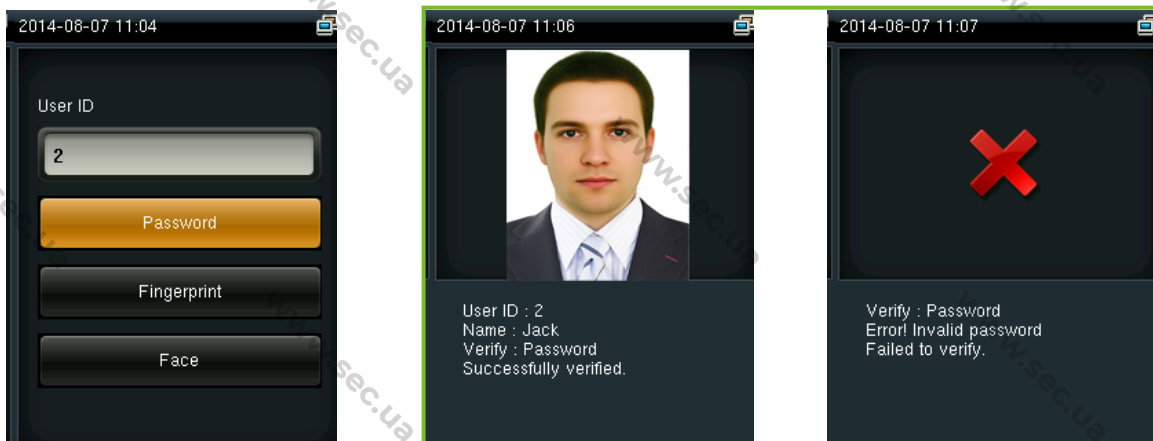 2014-08-07 11:04
User ID
2
Password
Fingerprint
Face
2014-08-07 11:06
User ID : 2
Name : Jack
Verify : Password
Successfully verified.
2014-08-07 11:07
Verify : Password
Error! Invalid password
Failed to verify.
www.sec.ua